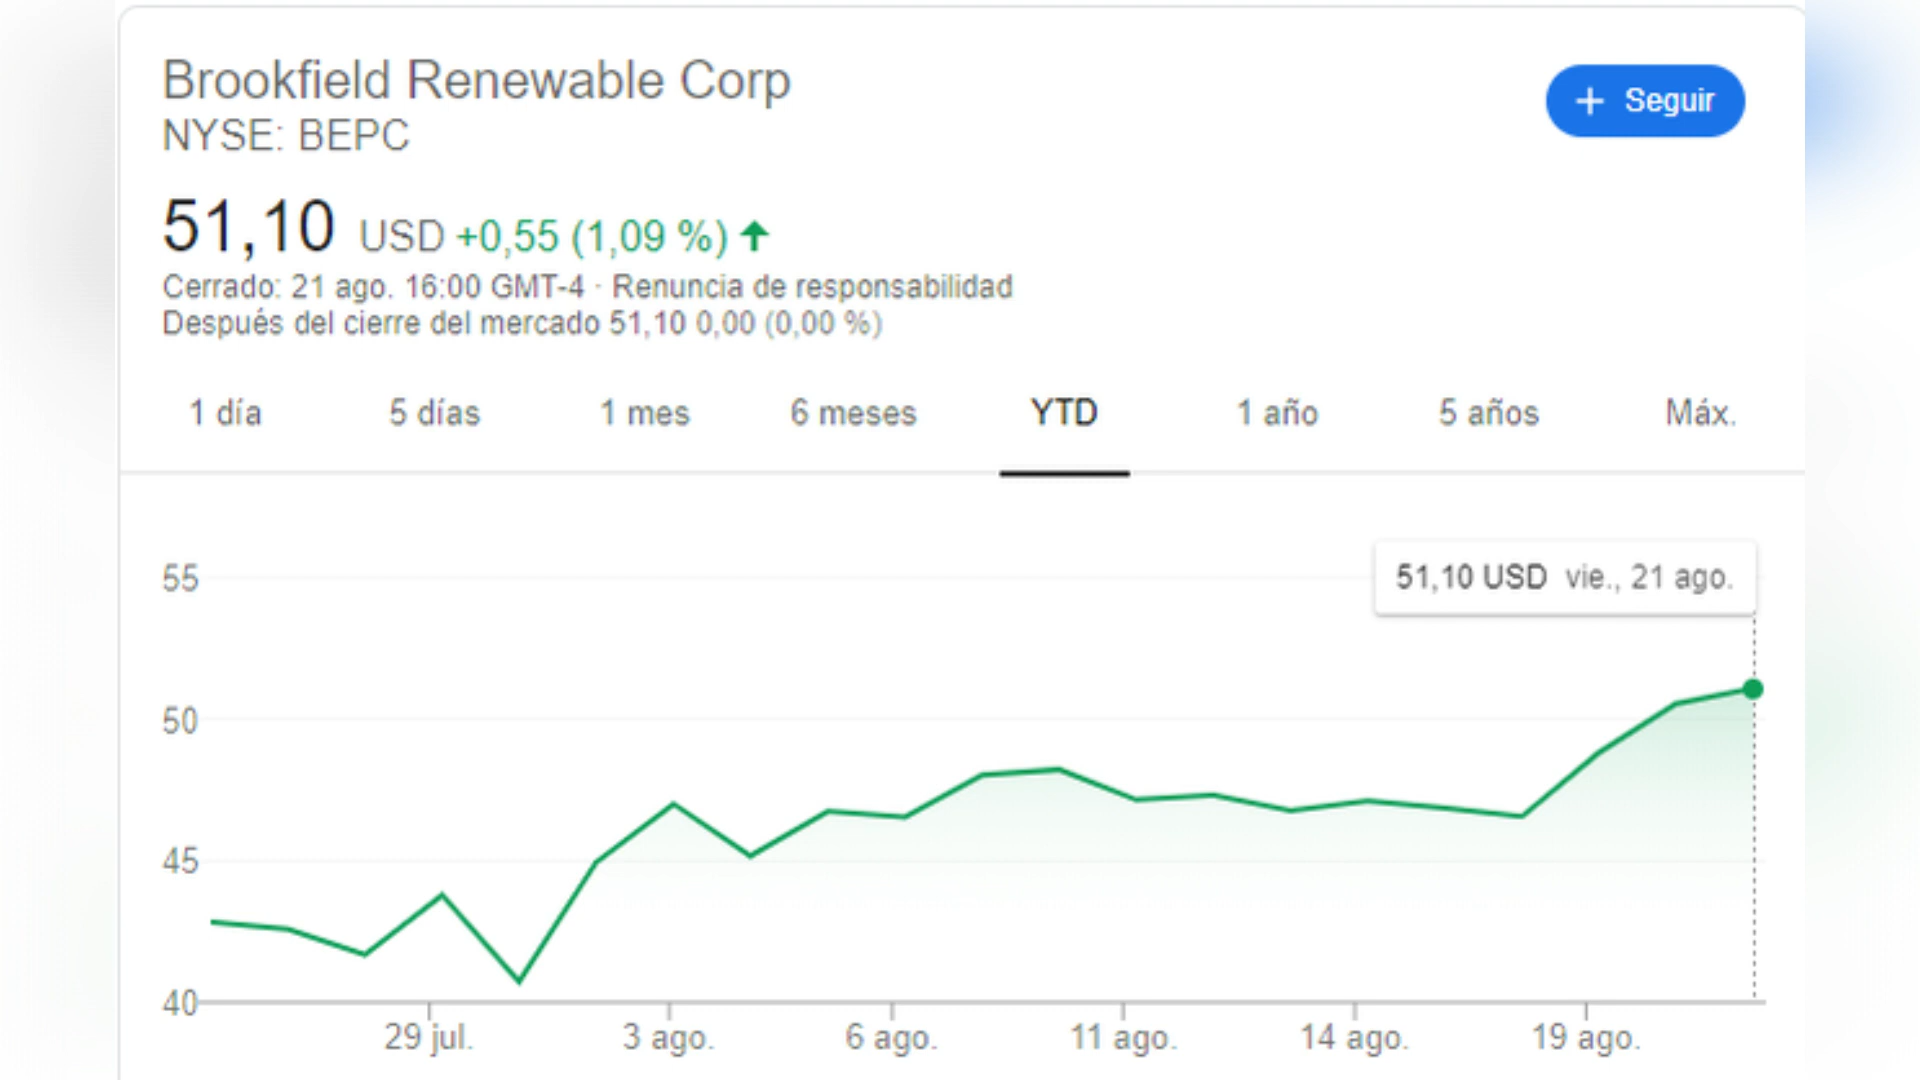 Brookfield Renewable Corp
NYSE: BEPC
+ Seguir
51,10 USD +0,55 (1,09 %)
Cerrado: 21 ago. 16:00 GMT-4 · Renuncia de responsabilidad
Después del cierre del mercado 51,10 0,00 (0,00 %)
1 día 5 días 1 mes 6 meses YTD 1 año 5 años Máx.
51,10 USD vie., 21 ago.
55
50
45
40
29 jul. 3 ago. 6 ago. 11 ago. 14 ago. 19 ago.